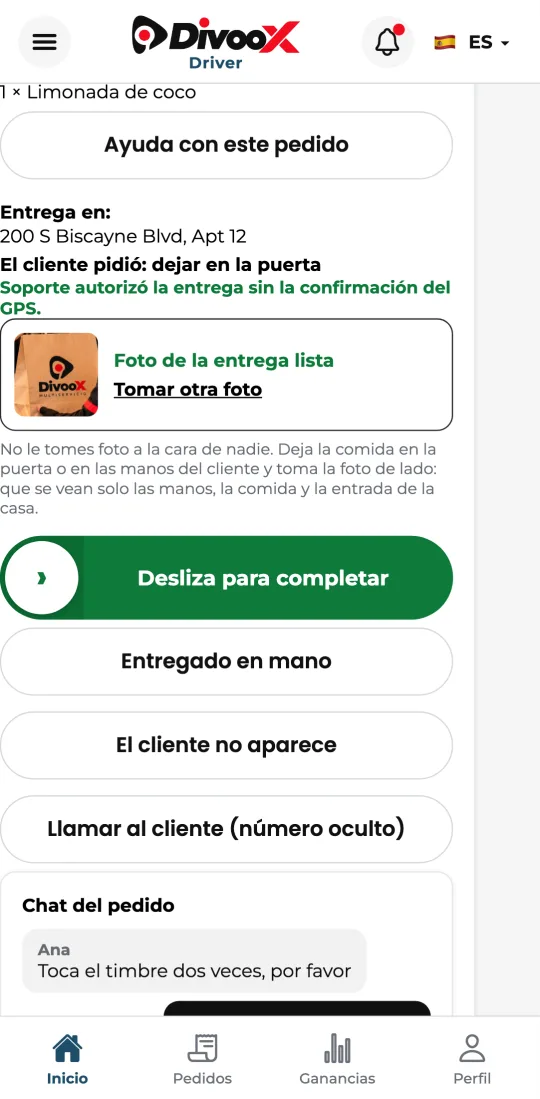 DivooX
Driver
ES
1 × Limonada de coco
Ayuda con este pedido
Entrega en:
200 S Biscayne Blvd, Apt 12
El cliente pidió: dejar en la puerta
Soporte autorizó la entrega sin la confirmación del
GPS.
DivooX
Foto de la entrega lista
Tomar otra foto
No le tomes foto a la cara de nadie. Deja la comida en la
puerta o en las manos del cliente y toma la foto de lado:
que se vean solo las manos, la comida y la entrada de la
casa.
Desliza para completar
Entregado en mano
El cliente no aparece
Llamar al cliente (número oculto)
Chat del pedido
Ana
Toca el timbre dos veces, por favor
Inicio
Pedidos
Ganancias
Perfil